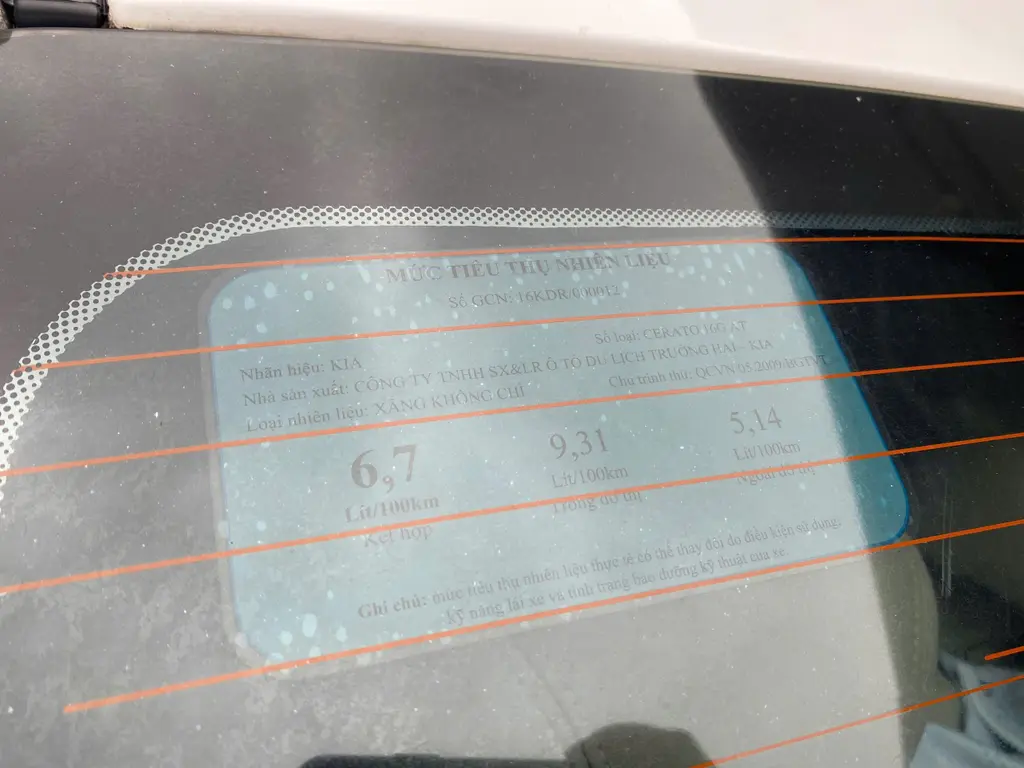 MỨC TIÊU THỤ NHIÊN LIỆU
Số GCN: 16KDR/000012
Nhãn hiệu: KIA Số loại: CERATO 16G AT
Nhà sản xuất: CÔNG TY TNHH SX&LR Ô TÔ DU LỊCH TRƯỜNG HẢI - KIA
Loại nhiên liệu: XĂNG KHÔNG CHÌ Chu trình thử: QCVN 05:2009/BGTVT
6,7 9,31 5,14
Lít/100km Lít/100km Lít/100km
Kết hợp Trong đô thị Ngoài đô thị
Ghi chú: mức tiêu thụ nhiên liệu thực tế có thể thay đổi do điều kiện sử dụng,
kỹ năng lái xe và tình trạng bảo dưỡng kỹ thuật của xe.